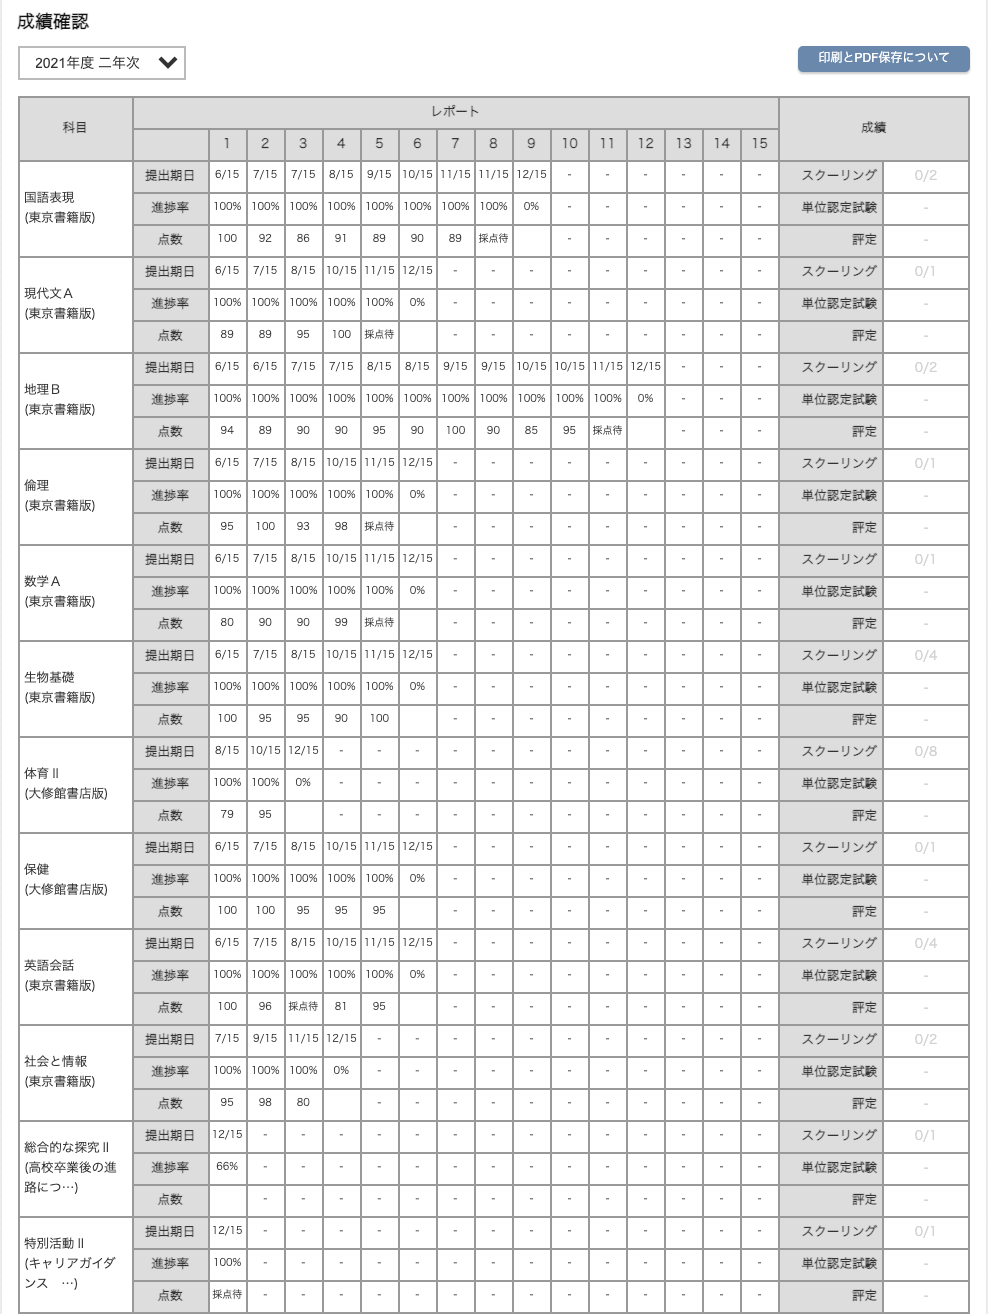 成績確認
2021年度 二年次
印刷とPDF保存について
科目 レポート 成績
1 2 3 4 5 6 7 8 9 10 11 12 13 14 15
国語表現
(東京書籍版)
提出期日 6/15 7/15 7/15 8/15 9/15 10/15 11/15 11/15 12/15 - - - - - - スクーリング 0/2
進捗率 100% 100% 100% 100% 100% 100% 100% 100% 0% - - - - - - 単位認定試験 -
点数 100 92 86 91 89 90 89 採点待 - - - - - - 評定 -
現代文A
(東京書籍版)
提出期日 6/15 7/15 8/15 10/15 11/15 12/15 - - - - - - - - - スクーリング 0/1
進捗率 100% 100% 100% 100% 100% 0% - - - - - - - - - 単位認定試験 -
点数 89 89 95 100 採点待 - - - - - - - - - 評定 -
地理B
(東京書籍版)
提出期日 6/15 6/15 7/15 7/15 8/15 8/15 9/15 9/15 10/15 10/15 11/15 12/15 - - - スクーリング 0/2
進捗率 100% 100% 100% 100% 100% 100% 100% 100% 100% 100% 100% 0% - - - 単位認定試験 -
点数 94 89 90 90 95 90 100 90 85 95 採点待 - - - 評定 -
倫理
(東京書籍版)
提出期日 6/15 7/15 8/15 10/15 11/15 12/15 - - - - - - - - - スクーリング 0/1
進捗率 100% 100% 100% 100% 100% 0% - - - - - - - - - 単位認定試験 -
点数 95 100 93 98 採点待 - - - - - - - - - 評定 -
数学A
(東京書籍版)
提出期日 6/15 7/15 8/15 10/15 11/15 12/15 - - - - - - - - - スクーリング 0/1
進捗率 100% 100% 100% 100% 100% 0% - - - - - - - - - 単位認定試験 -
点数 80 90 90 99 採点待 - - - - - - - - - 評定 -
生物基礎
(東京書籍版)
提出期日 6/15 7/15 8/15 10/15 11/15 12/15 - - - - - - - - - スクーリング 0/4
進捗率 100% 100% 100% 100% 100% 0% - - - - - - - - - 単位認定試験 -
点数 100 95 95 90 100 - - - - - - - - - 評定 -
体育Ⅱ
(大修館書店版)
提出期日 8/15 10/15 12/15 - - - - - - - - - - - - スクーリング 0/8
進捗率 100% 100% 0% - - - - - - - - - - - - 単位認定試験 -
点数 79 95 - - - - - - - - - - - - 評定 -
保健
(大修館書店版)
提出期日 6/15 7/15 8/15 10/15 11/15 12/15 - - - - - - - - - スクーリング 0/1
進捗率 100% 100% 100% 100% 100% 0% - - - - - - - - - 単位認定試験 -
点数 100 100 95 95 95 - - - - - - - - - 評定 -
英語会話
(東京書籍版)
提出期日 6/15 7/15 8/15 10/15 11/15 12/15 - - - - - - - - - スクーリング 0/4
進捗率 100% 100% 100% 100% 100% 0% - - - - - - - - - 単位認定試験 -
点数 100 96 採点待 81 95 - - - - - - - - - 評定 -
社会と情報
(東京書籍版)
提出期日 7/15 9/15 11/15 12/15 - - - - - - - - - - - スクーリング 0/2
進捗率 100% 100% 100% 0% - - - - - - - - - - - 単位認定試験 -
点数 95 98 80 - - - - - - - - - - - 評定 -
総合的な探究Ⅱ
(高校卒業後の進
路につ…)
提出期日 12/15 - - - - - - - - - - - - - - スクーリング 0/1
進捗率 66% - - - - - - - - - - - - - - 単位認定試験 -
点数 - - - - - - - - - - - - - - 評定 -
特別活動Ⅱ
(キャリアガイダ
ンス …)
提出期日 12/15 - - - - - - - - - - - - - - スクーリング 0/1
進捗率 100% - - - - - - - - - - - - - - 単位認定試験 -
点数 採点待 - - - - - - - - - - - - - - 評定 -